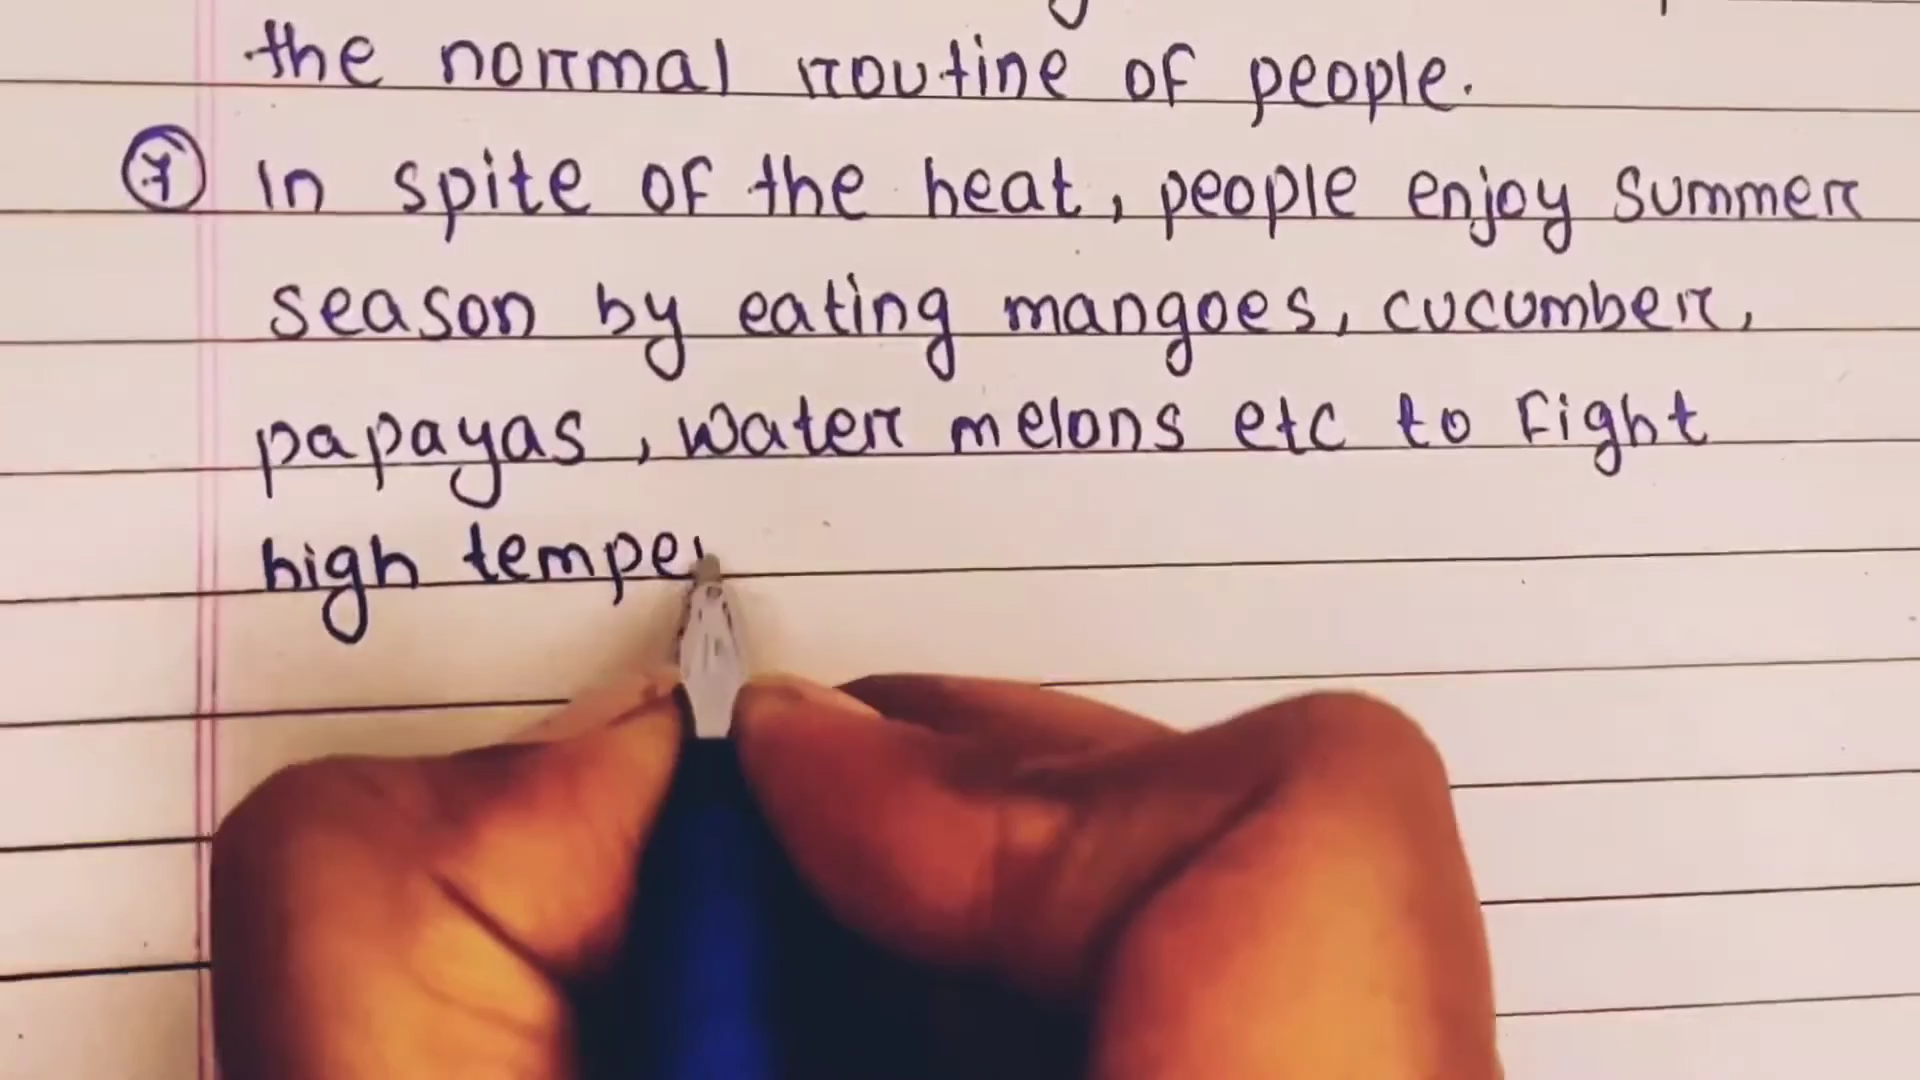 the normal routine of people.
7 In spite of the heat, people enjoy summer
season by eating mangoes, cucumber,
papayas, water melons etc to fight
high tempe